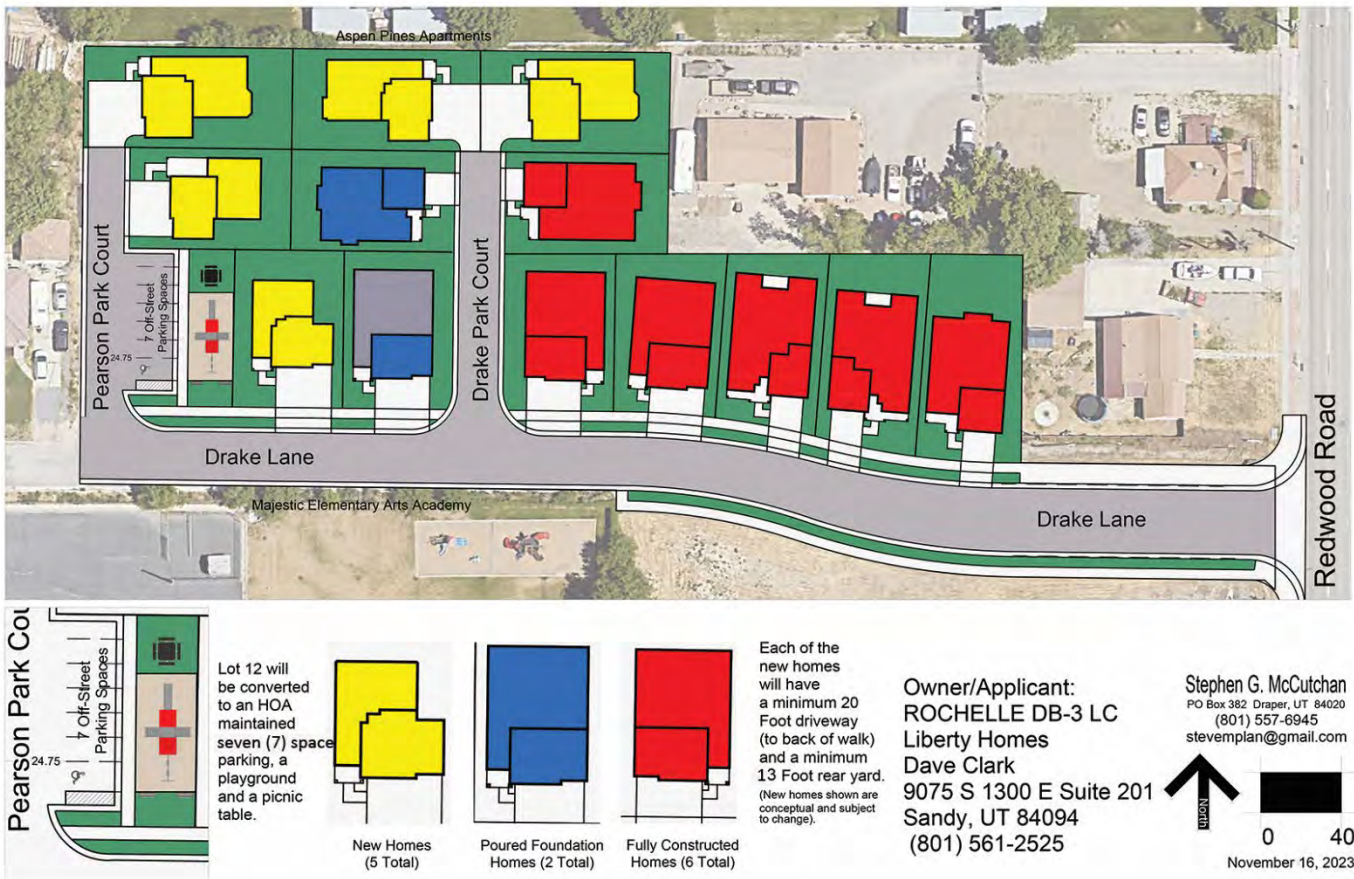 Aspen Pines Apartments
Pearson Park Court
7 Off-Street
Parking Spaces
24.75
Drake Park Court
Drake Lane
Majestic Elementary Arts Academy
Drake Lane
Redwood Road
Pearson Park Cou
7 Off-Street
Parking Spaces
24.75
Lot 12 will
be converted
to an HOA
maintained
seven (7) space
parking, a
playground
and a picnic
table.
New Homes
(5 Total)
Poured Foundation
Homes (2 Total)
Fully Constructed
Homes (6 Total)
Each of the
new homes
will have
a minimum 20
Foot driveway
(to back of walk)
and a minimum
13 Foot rear yard.
(New homes shown are
conceptual and subject
to change).
Owner/Applicant:
ROCHELLE DB-3 LC
Liberty Homes
Dave Clark
9075 S 1300 E Suite 201
Sandy, UT 84094
(801) 561-2525
Stephen G. McCutchan
PO Box 382 Draper, UT 84020
(801) 557-6945
stevemplan@gmail.com
North
0 40
November 16, 2023